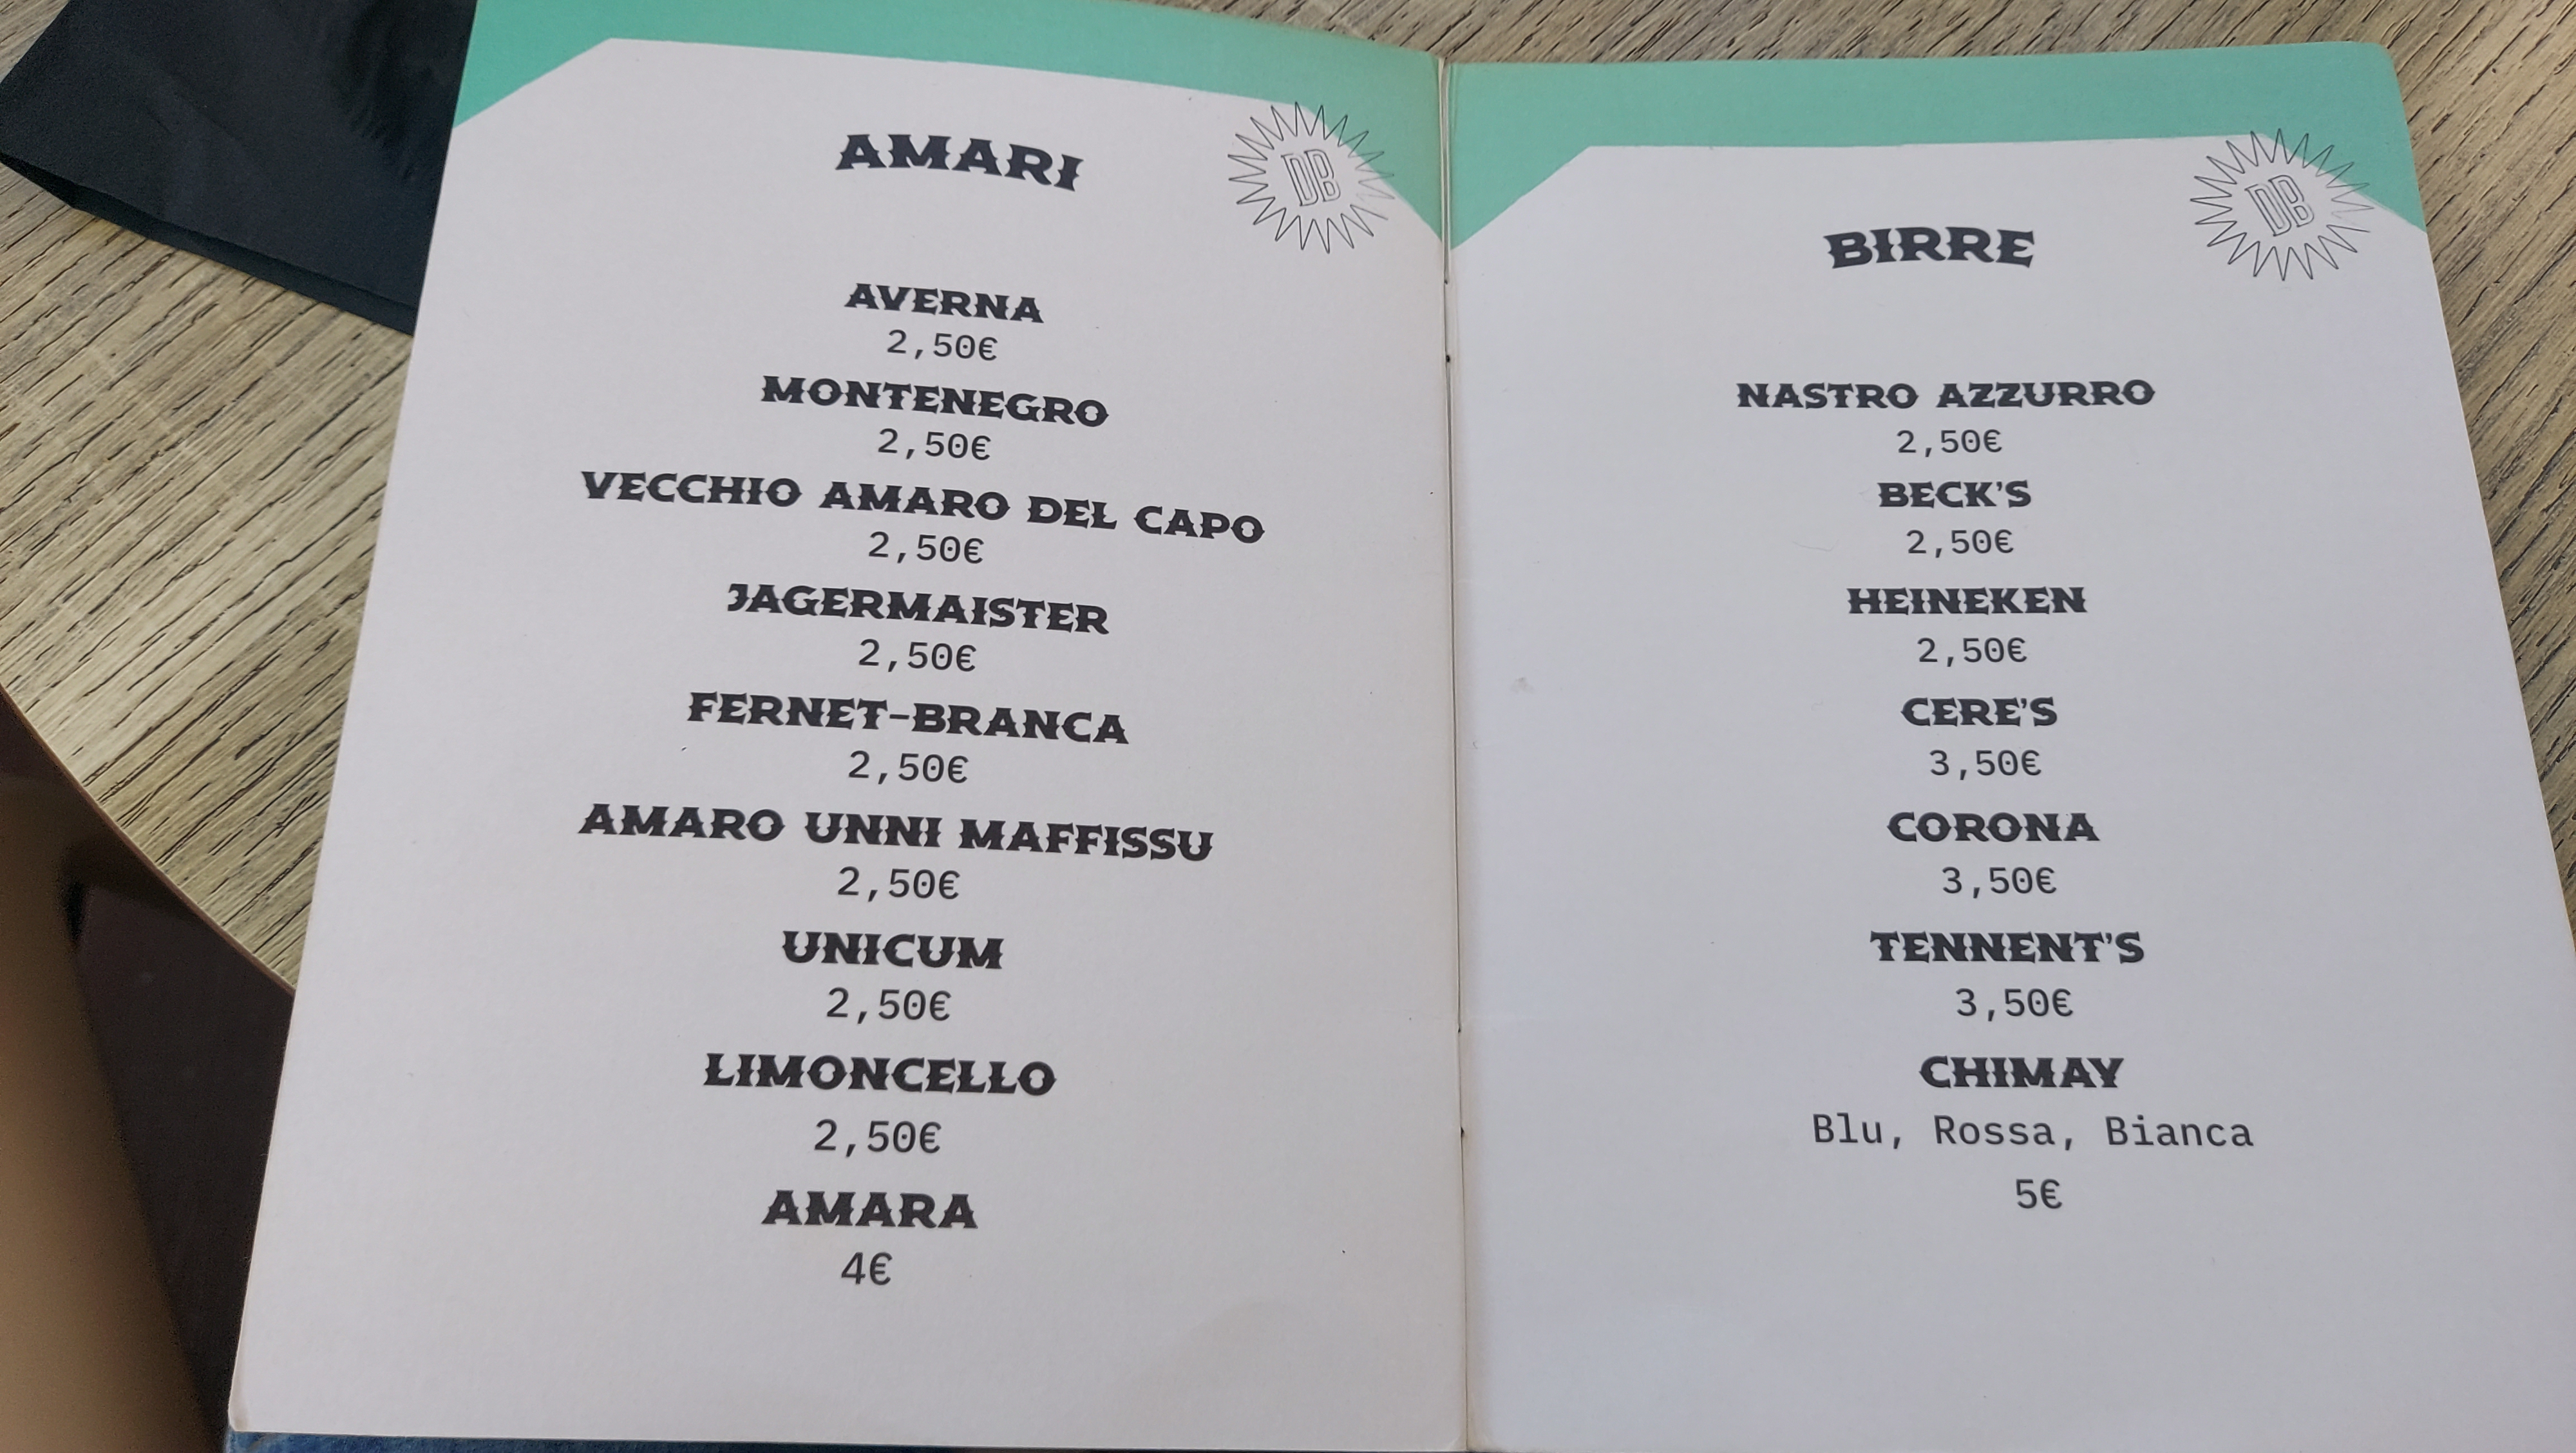 AMARI
DB
AVERNA
2,50€
MONTENEGRO
2,50€
VECCHIO AMARO DEL CAPO
2,50€
JAGERMAISTER
2,50€
FERNET-BRANCA
2,50€
AMARO UNNI MAFFISSU
2,50€
UNICUM
2,50€
LIMONCELLO
2,50€
AMARA
4€
BIRRE
DB
NASTRO AZZURRO
2,50€
BECK'S
2,50€
HEINEKEN
2,50€
CERE'S
3,50€
CORONA
3,50€
TENNENT'S
3,50€
CHIMAY
Blu, Rossa, Bianca
5€